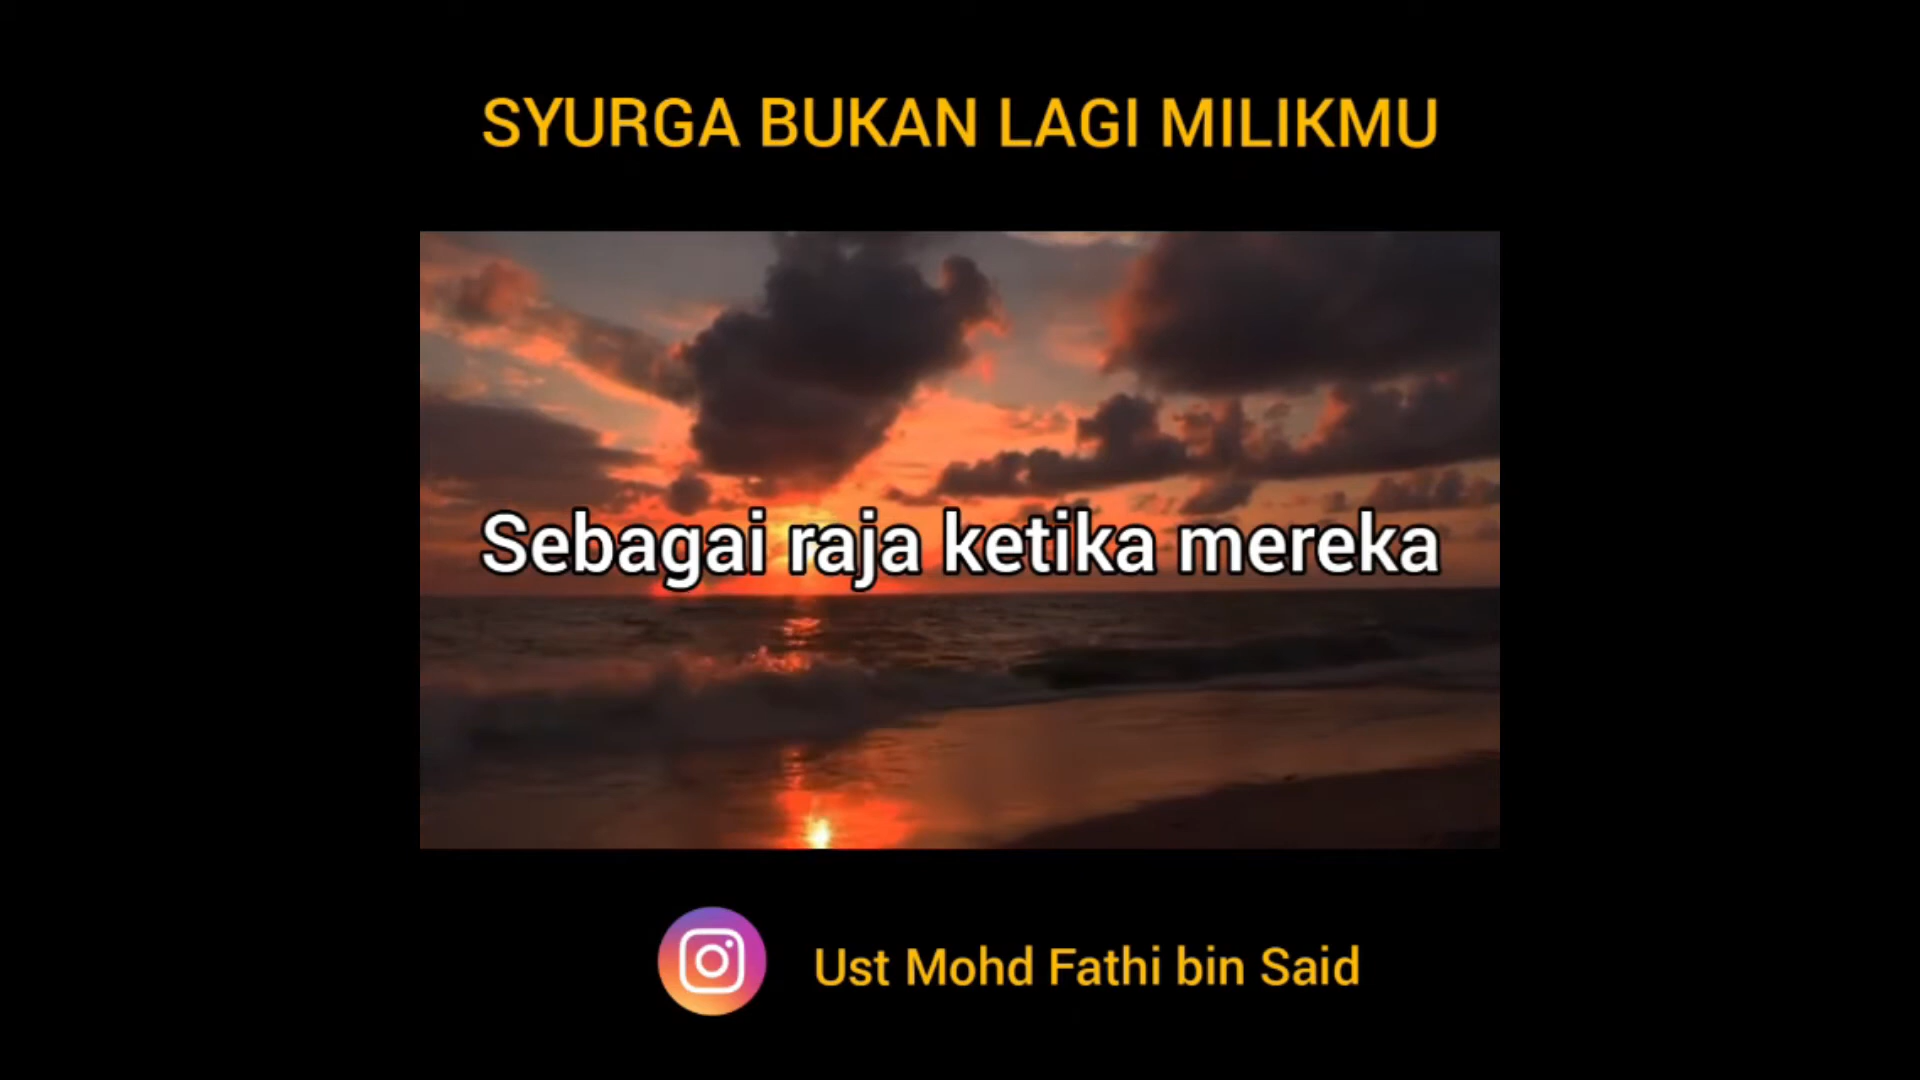 SYURGA BUKAN LAGI MILIKMU
Sebagai raja ketika mereka
Ust Mohd Fathi bin Said